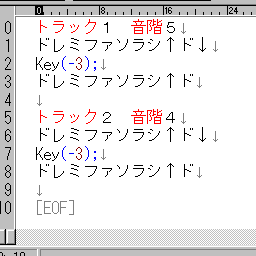 0 8 16 24
0 トラック１　音階５↓
1 ドレミファソラシ↑ド↓↓
2 Key(-3);↓
3 ドレミファソラシ↑ド↓
4 ↓
5 トラック２　音階４↓
6 ドレミファソラシ↑ド↓↓
7 Key(-3);↓
8 ドレミファソラシ↑ド↓
9 ↓
10 [EOF]